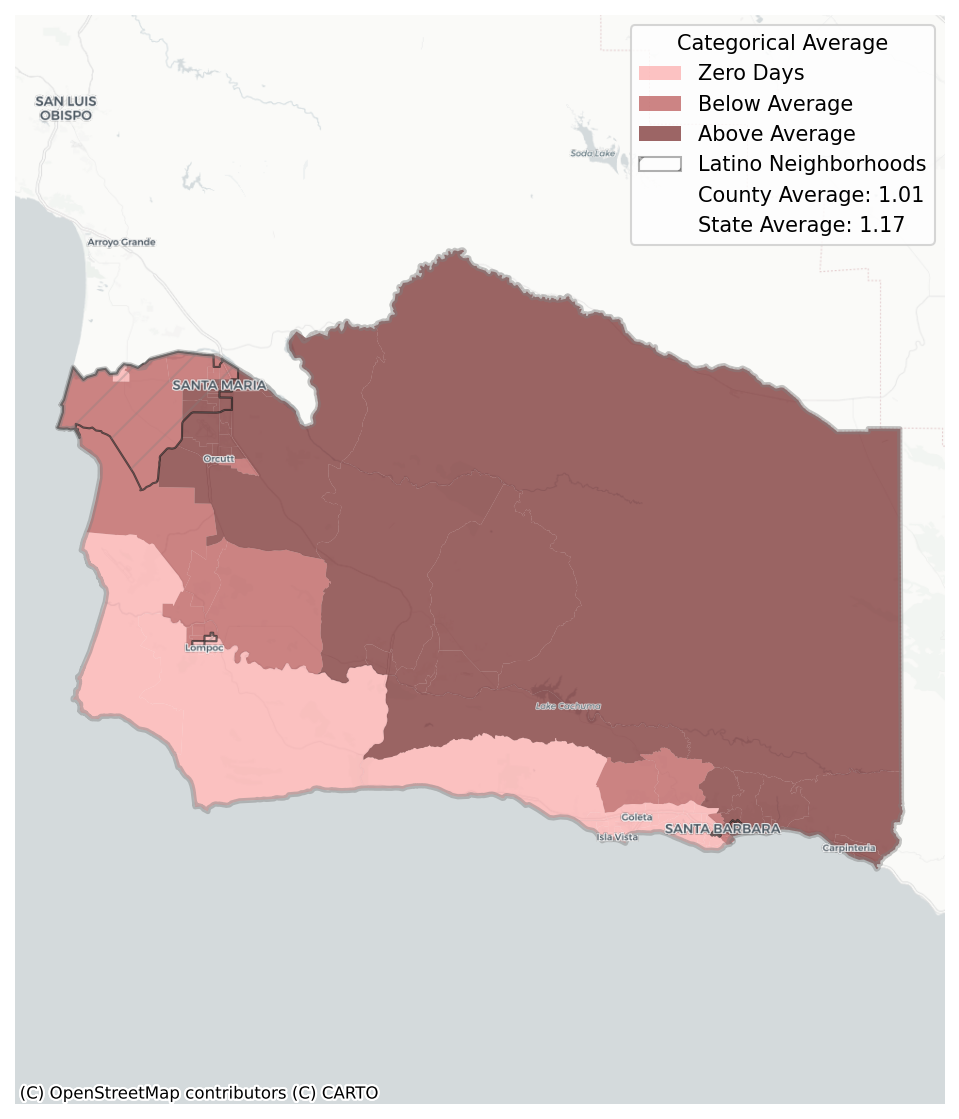 Categorical Average
Zero Days
Below Average
Above Average
Latino Neighborhoods
County Average: 1.01
State Average: 1.17
SAN LUIS
OBISPO
Soda Lake
Arroyo Grande
SANTA MARIA
Orcutt
Lompoc
Lake Cachuma
Goleta
SANTA BARBARA
Isla Vista
Carpinteria
(C) OpenStreetMap contributors (C) CARTO